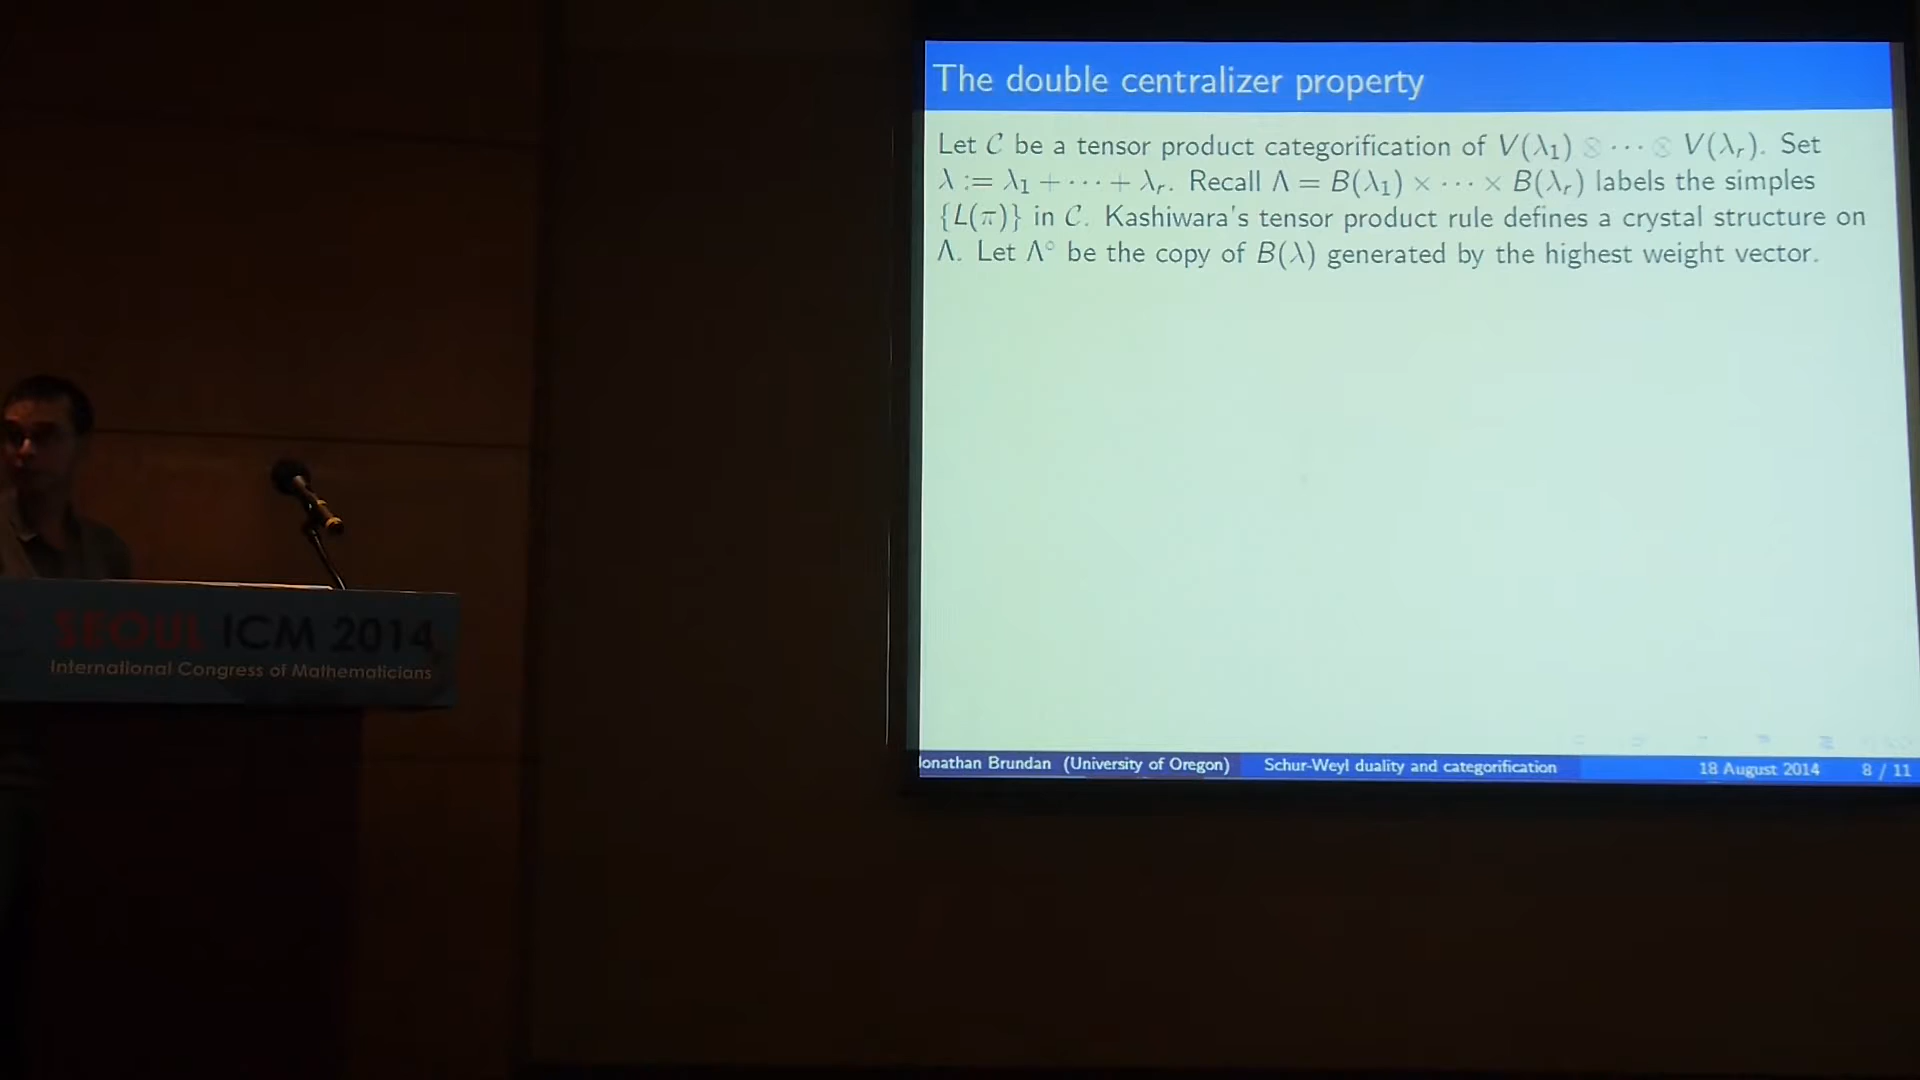 The double centralizer property
Let 𝒞 be a tensor product categorification of V(λ₁) ⊗ ··· ⊗ V(λᵣ). Set
λ := λ₁ + ··· + λᵣ. Recall Λ = B(λ₁) × ··· × B(λᵣ) labels the simples
{L(π)} in 𝒞. Kashiwara's tensor product rule defines a crystal structure on
Λ. Let Λ° be the copy of B(λ) generated by the highest weight vector.
SEOUL ICM 2014
International Congress of Mathematicians
Jonathan Brundan (University of Oregon) Schur-Weyl duality and categorification 18 August 2014 8 / 11